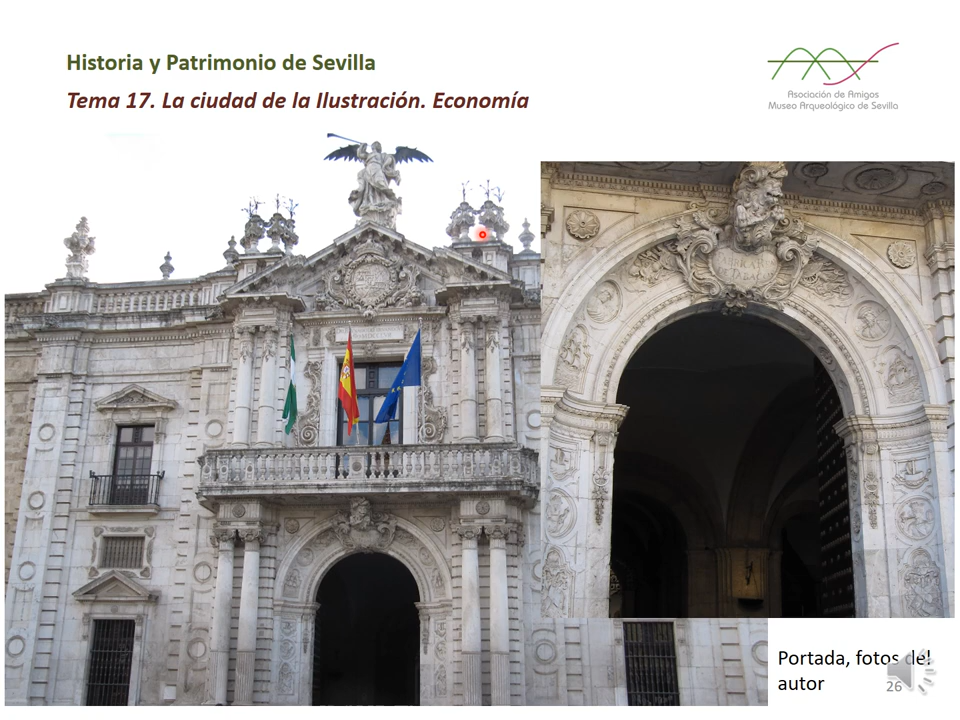 Historia y Patrimonio de Sevilla
Tema 17. La ciudad de la Ilustración. Economía
Asociación de Amigos
Museo Arqueológico de Sevilla
Portada, fotos del
autor
26